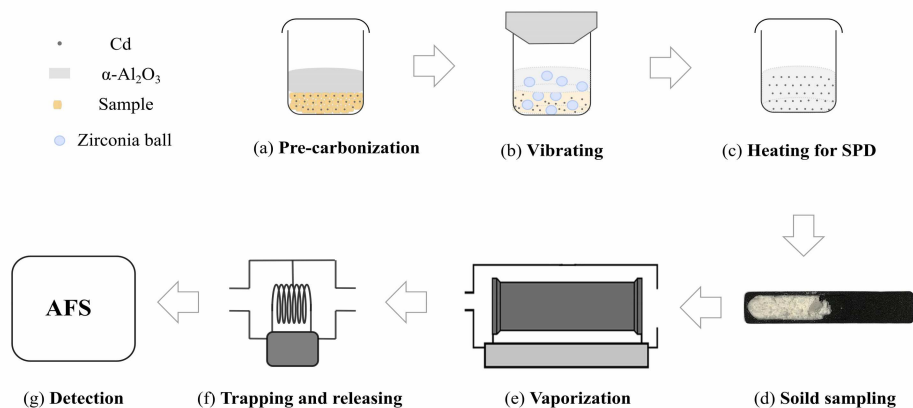 Cd
α-Al₂O₃
Sample
Zirconia ball
(a) Pre-carbonization
(b) Vibrating
(c) Heating for SPD
AFS
(g) Detection
(f) Trapping and releasing
(e) Vaporization
(d) Soild sampling